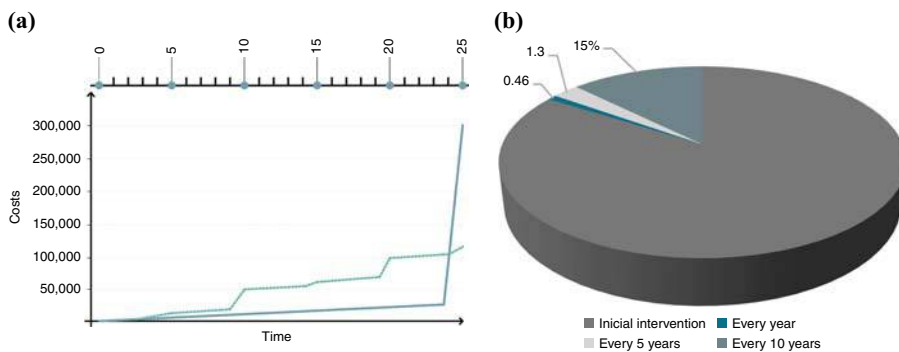 (a)
0 5 10 15 20 25
300,000
250,000
200,000
150,000
100,000
50,000
Costs
Time
(b)
0.46
1.3
15%
Inicial intervention
Every year
Every 5 years
Every 10 years